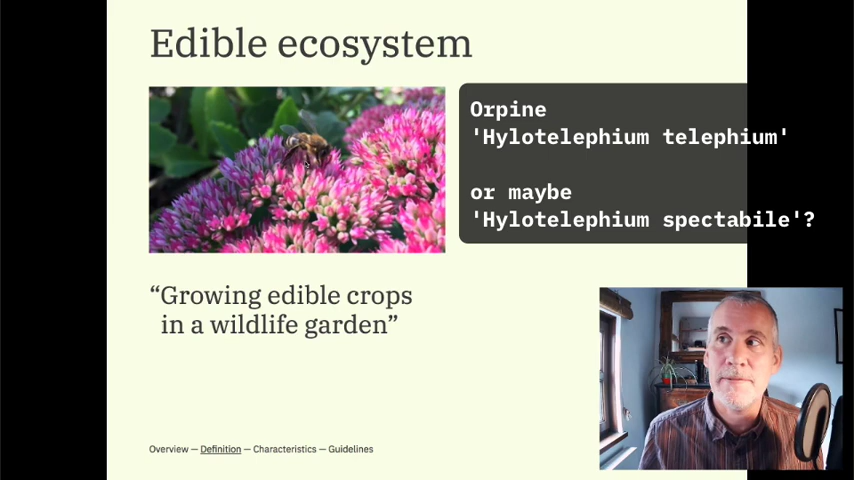 Edible ecosystem
Orpine
'Hylotelephium telephium'
or maybe
'Hylotelephium spectabile'?
“Growing edible crops
in a wildlife garden”
Overview — Definition — Characteristics — Guidelines